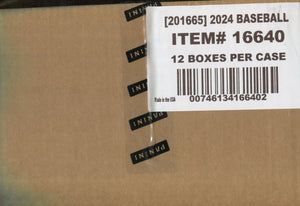 [201665] 2024 BASEBALL
ITEM# 16640
12 BOXES PER CASE
Made in the USA
00746134166402
PANINI
PANINI
PANINI
PANINI
PANINI